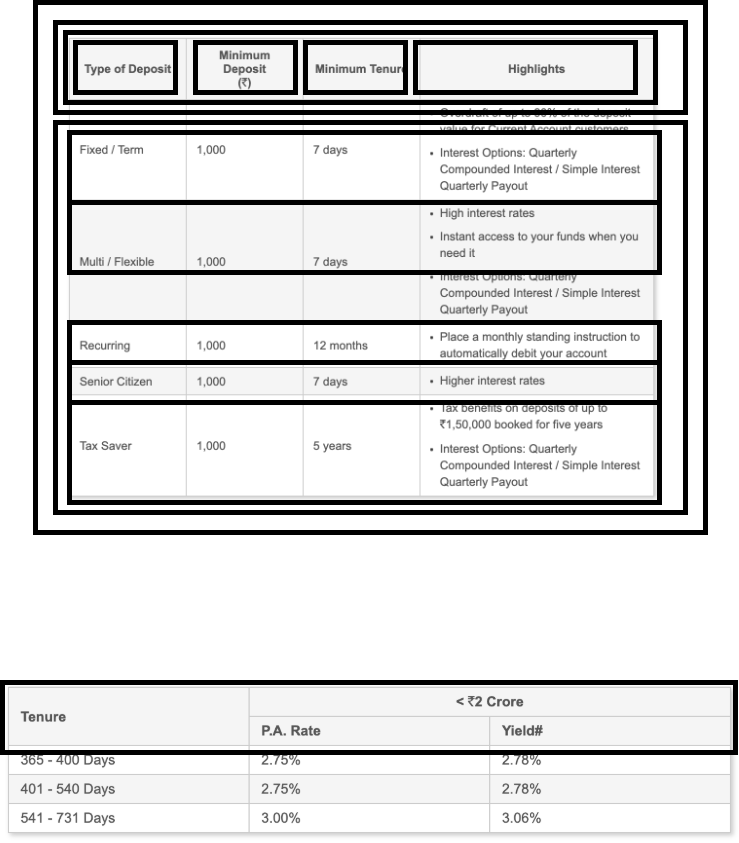 Type of Deposit
Minimum
Deposit
(₹)
Minimum Tenure
Highlights
• Overdraft of up to 90% of the deposit
value for Current Account customers
Fixed / Term
1,000
7 days
• Interest Options: Quarterly
Compounded Interest / Simple Interest
Quarterly Payout
• High interest rates
• Instant access to your funds when you
need it
Multi / Flexible
1,000
7 days
• Interest Options: Quarterly
Compounded Interest / Simple Interest
Quarterly Payout
Recurring
1,000
12 months
• Place a monthly standing instruction to
automatically debit your account
Senior Citizen
1,000
7 days
• Higher interest rates
• Tax benefits on deposits of up to
₹1,50,000 booked for five years
Tax Saver
1,000
5 years
• Interest Options: Quarterly
Compounded Interest / Simple Interest
Quarterly Payout
Tenure
< ₹2 Crore
P.A. Rate
Yield#
365 - 400 Days
2.75%
2.78%
401 - 540 Days
2.75%
2.78%
541 - 731 Days
3.00%
3.06%